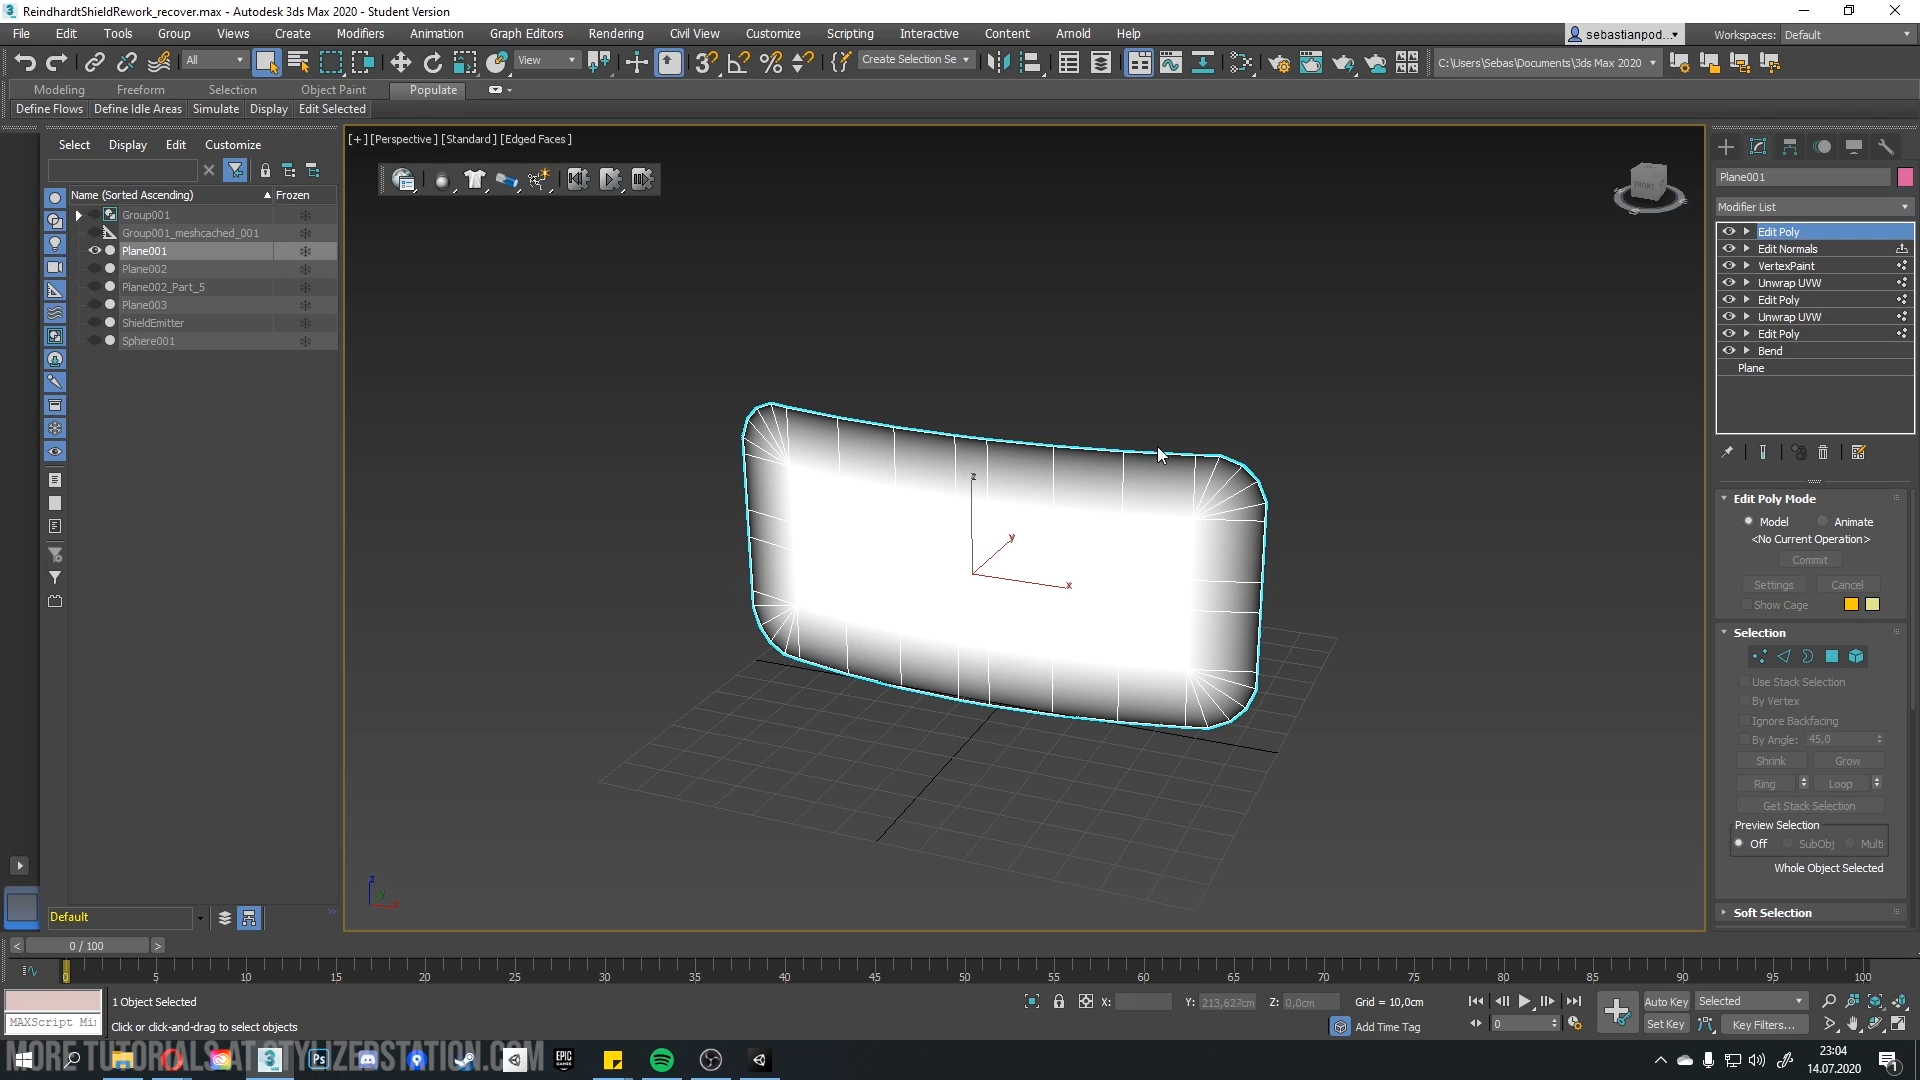 ReindhardtShieldRework_recover.max - Autodesk 3ds Max 2020 - Student Version
File Edit Tools Group Views Create Modifiers Animation Graph Editors Rendering Civil View Customize Scripting Interactive Content Arnold Help
sebastianpod... Workspaces: Default
All View Create Selection Se C:\Users\Sebas\Documents\3ds Max 2020
Modeling Freeform Selection Object Paint Populate
Define Flows Define Idle Areas Simulate Display Edit Selected
Select Display Edit Customize
[+] [Perspective] [Standard] [Edged Faces]
Name (Sorted Ascending) Frozen
Group001
Group001_meshcached_001
Plane001
Plane002
Plane002_Part_5
Plane003
ShieldEmitter
Sphere001
FRONT
z
y
x
z
y
x
Plane001
Modifier List
Edit Poly
Edit Normals
VertexPaint
Unwrap UVW
Edit Poly
Unwrap UVW
Edit Poly
Bend
Plane
Edit Poly Mode
Model Animate
<No Current Operation>
Commit
Settings Cancel
Show Cage
Selection
Use Stack Selection
By Vertex
Ignore Backfacing
By Angle: 45,0
Shrink Grow
Ring Loop
Get Stack Selection
Preview Selection
Off SubObj Multi
Whole Object Selected
Soft Selection
Default
0 / 100
0 5 10 15 20 25 30 35 40 45 50 55 60 65 70 75 80 85 90 95 100
1 Object Selected
X: Y: 213,627cm Z: 0,0cm Grid = 10,0cm
Auto Key Selected
MAXScript Mi
Click or click-and-drag to select objects
Add Time Tag
0
Set Key Key Filters...
MORE TUTORIALS AT STYLIZEDSTATION.COM
Ps
EPIC GAMES
23:04
14.07.2020
1